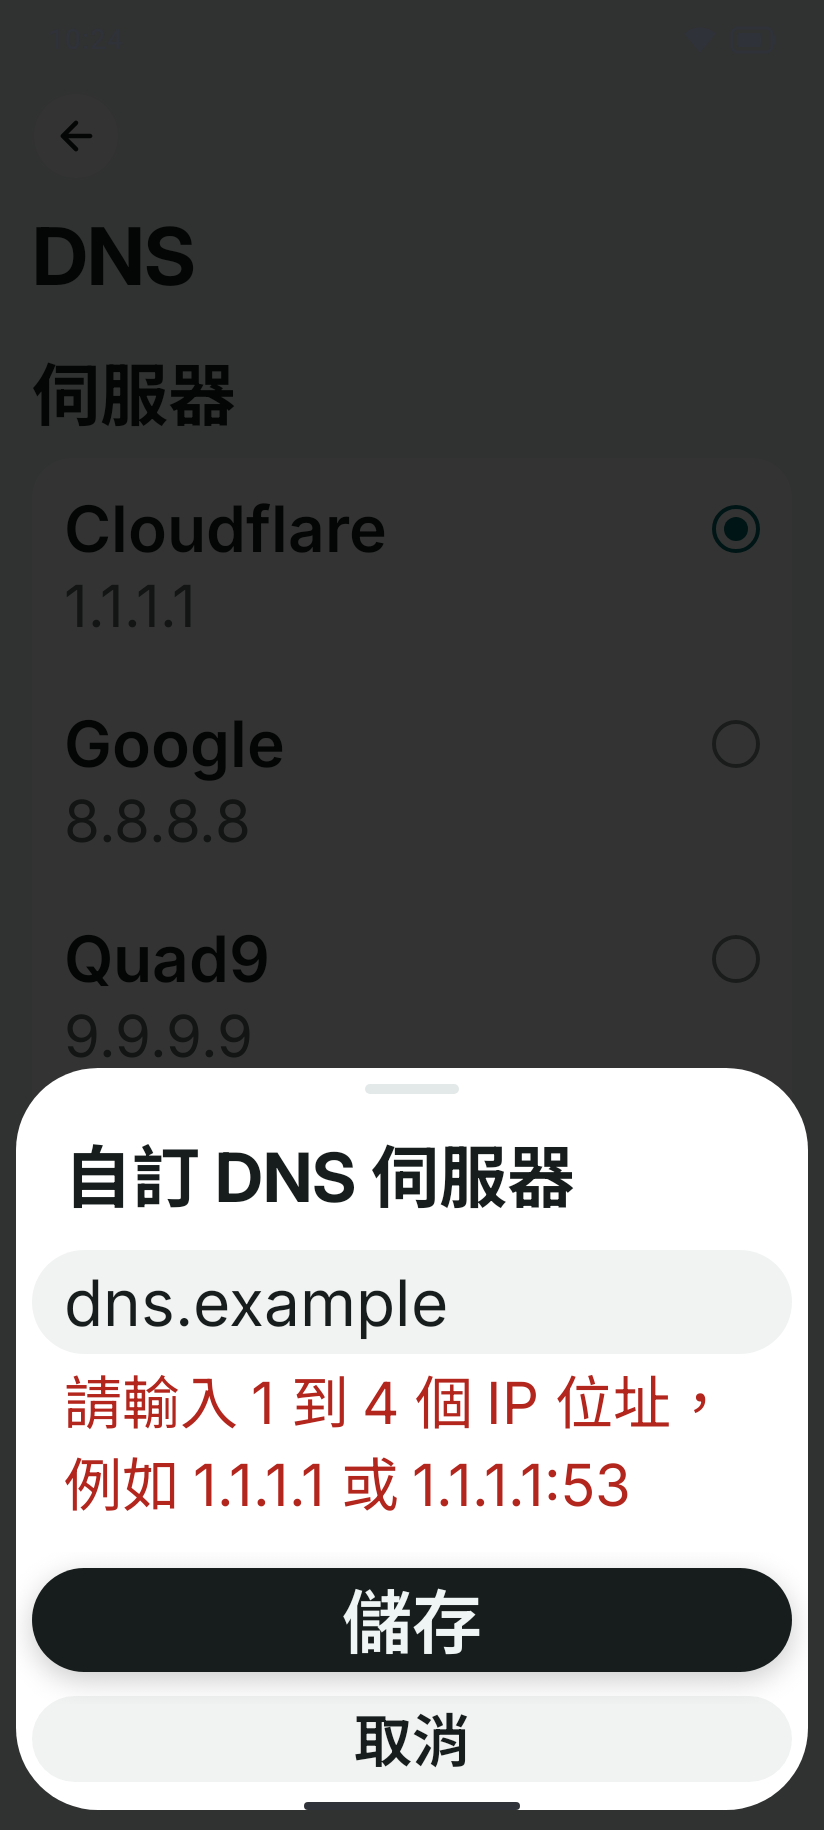 DNS
伺服器
Cloudflare
1.1.1.1
Google
8.8.8.8
Quad9
9.9.9.9
自訂 DNS 伺服器
dns.example
請輸入 1 到 4 個 IP 位址，
例如 1.1.1.1 或 1.1.1.1:53
儲存
取消